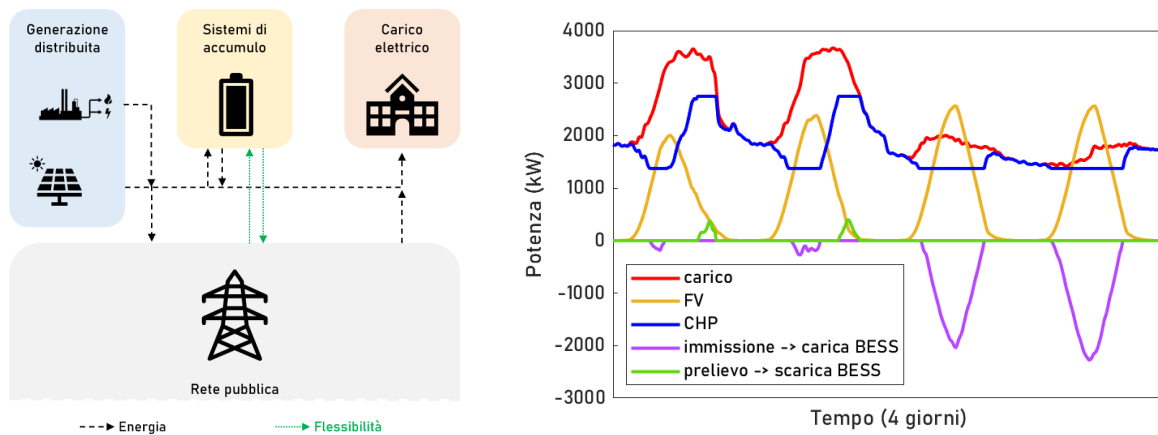 Generazione
distribuita
Sistemi di
accumulo
Carico
elettrico
Rete pubblica
Energia
Flessibilità
Potenza (kW)
4000
3000
2000
1000
0
-1000
-2000
-3000
carico
FV
CHP
immissione -> carica BESS
prelievo -> scarica BESS
Tempo (4 giorni)